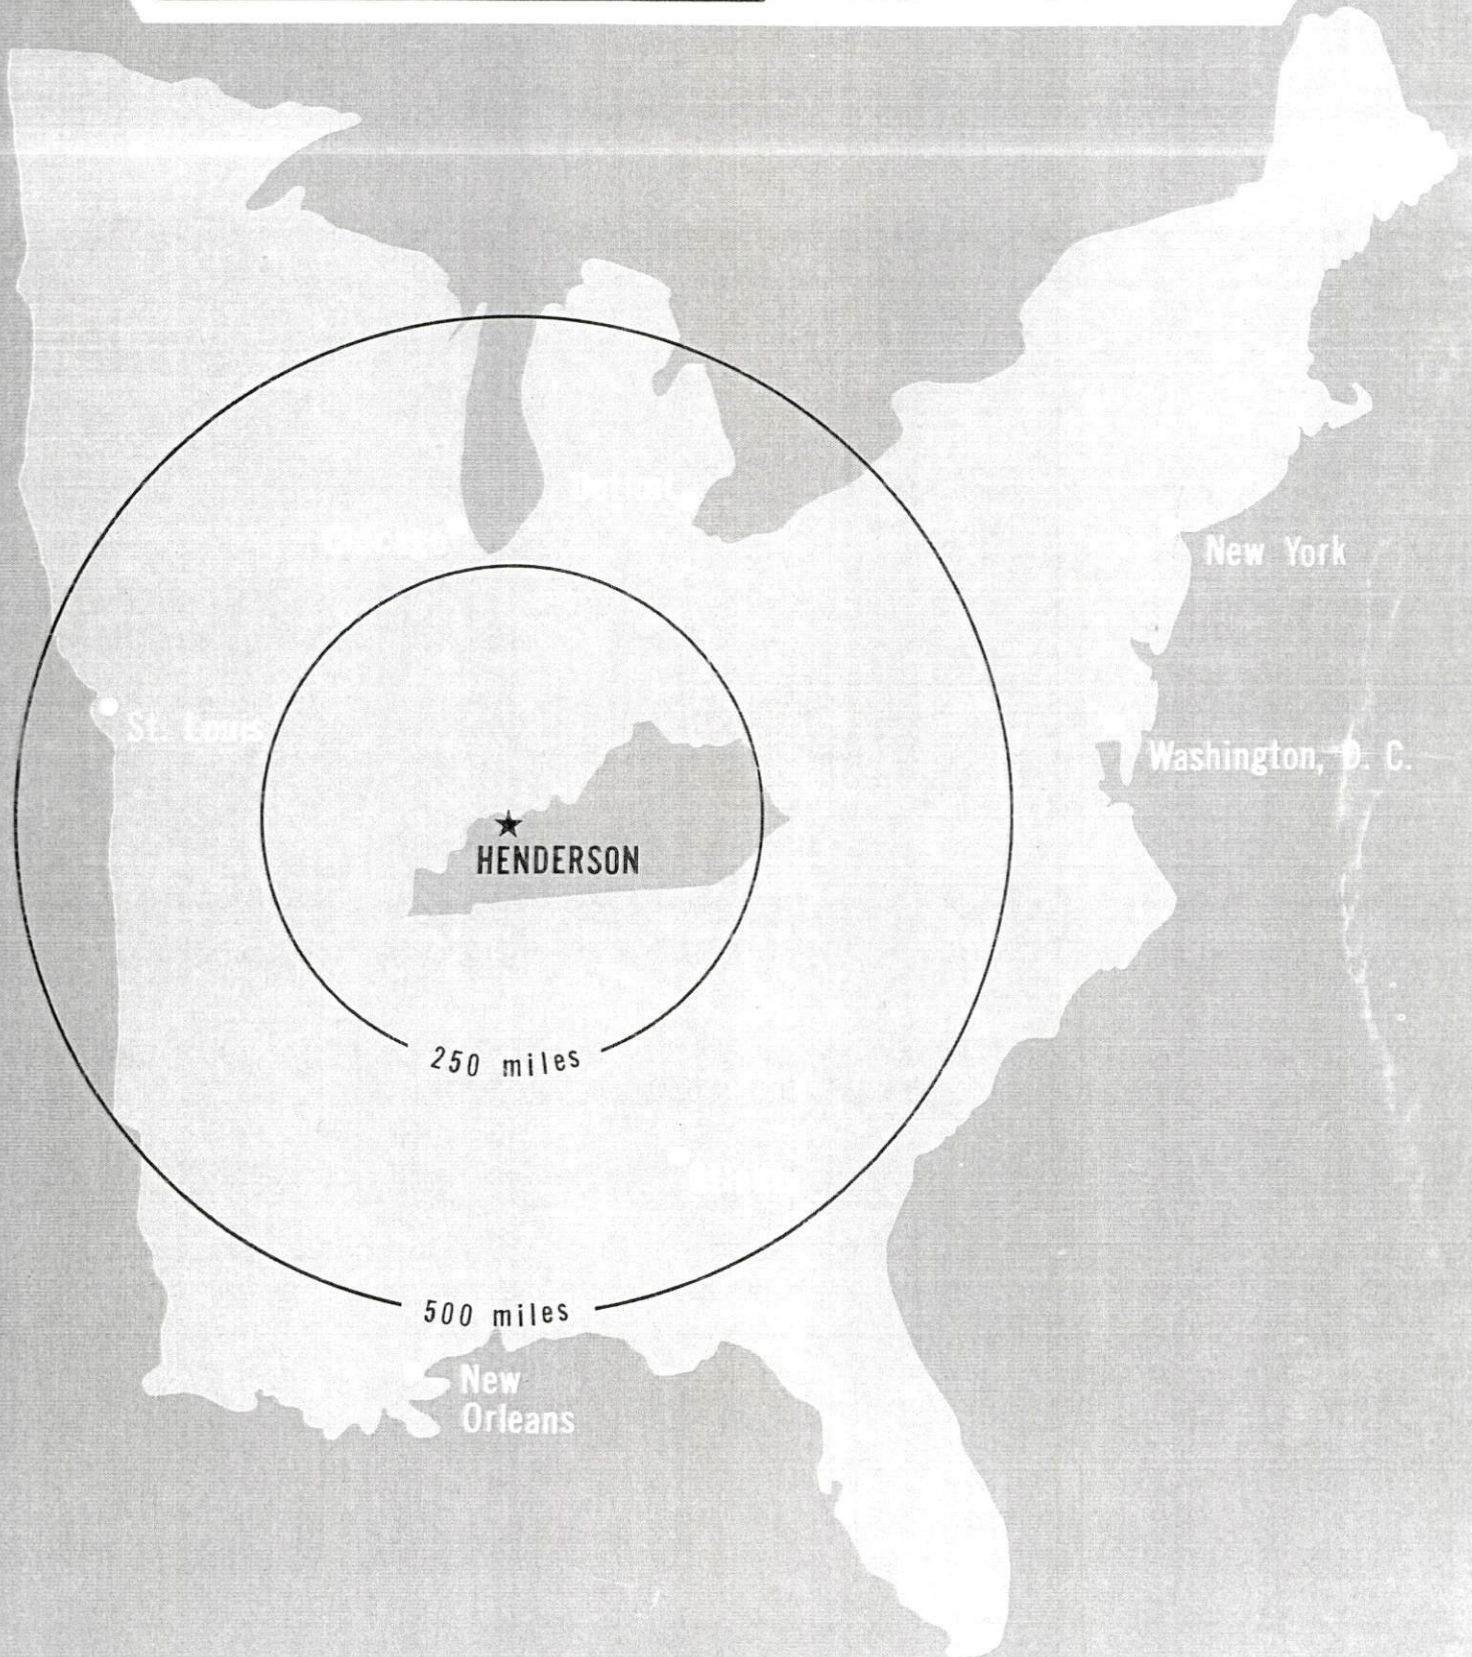 New York
St. Louis
Washington, D. C.
HENDERSON
250 miles
500 miles
New
Orleans